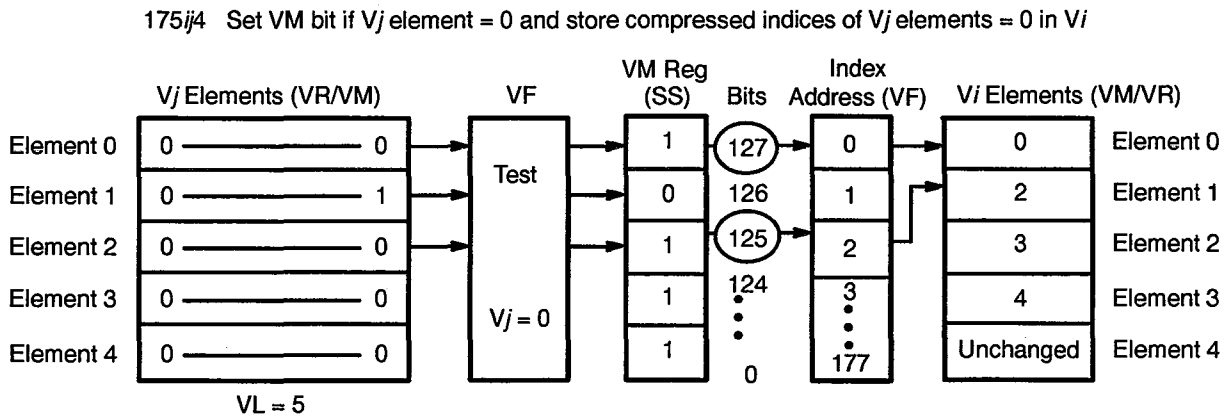 175ij4 Set VM bit if Vj element = 0 and store compressed indices of Vj elements = 0 in Vi
Vj Elements (VR/VM)
VF
VM Reg
(SS)
Bits
Index
Address (VF)
Vi Elements (VM/VR)
Element 0
0
0
1
127
0
0
Element 0
Element 1
0
1
Test
0
126
1
2
Element 1
Element 2
0
0
1
125
2
3
Element 2
Element 3
0
0
Vj = 0
1
124
3
4
Element 3
Element 4
0
0
1
0
177
Unchanged
Element 4
VL = 5